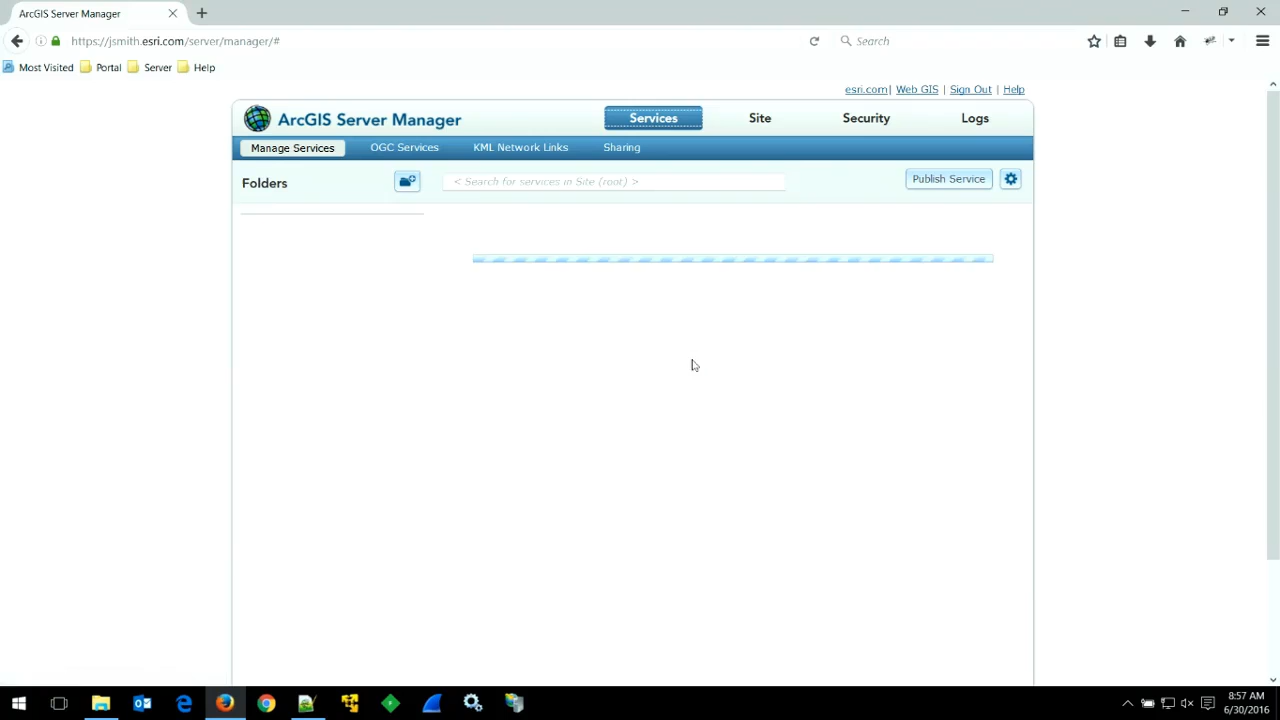 ArcGIS Server Manager
https://jsmith.esri.com/server/manager/#
Search
Most Visited Portal Server Help
esri.com| Web GIS | Sign Out | Help
ArcGIS Server Manager Services Site Security Logs
Manage Services OGC Services KML Network Links Sharing
Folders < Search for services in Site (root) > Publish Service
8:57 AM
6/30/2016